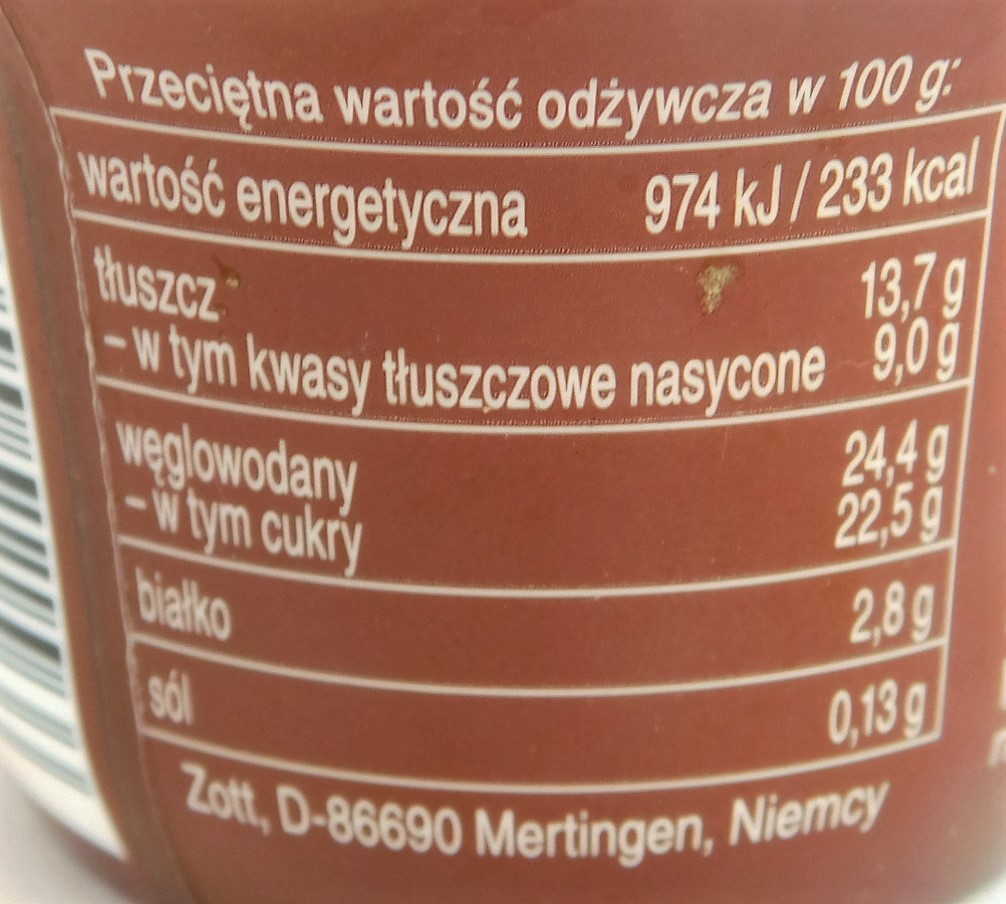 Przeciętna wartość odżywcza w 100 g:
wartość energetyczna 974 kJ / 233 kcal
tłuszcz 13,7 g
– w tym kwasy tłuszczowe nasycone 9,0 g
węglowodany 24,4 g
– w tym cukry 22,5 g
białko 2,8 g
sól 0,13 g
Zott, D-86690 Mertingen, Niemcy